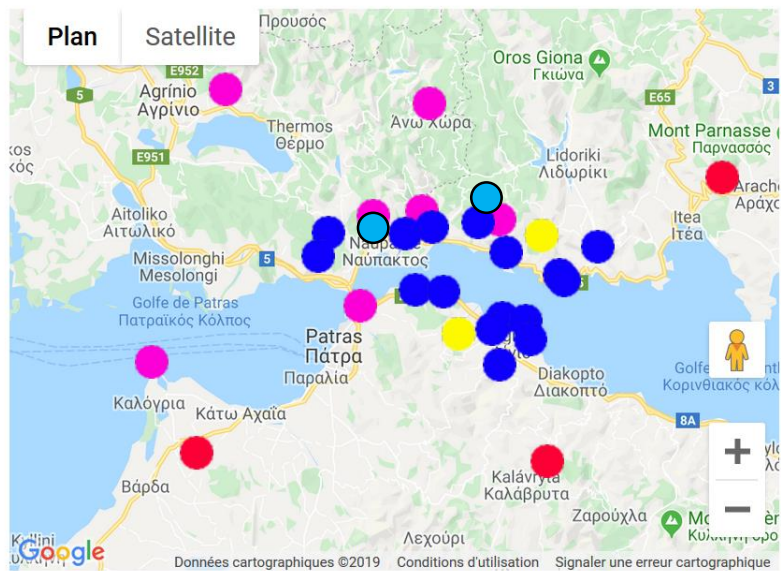 Plan
Satellite
Προυσός
Oros Giona
Γκιώνα
5
E952
Agrínio
Αγρίνιο
Άνω Χώρα
E65
3
Thermos
Θέρμο
Mont Parnasse
Παρνασσός
E951
Lidoriki
Λιδωρίκι
κός
Arach
Αράχο
Aitoliko
Αιτωλικό
Itea
Ιτέα
Missolonghi
Mesolongi
5
Ναύπακτος
Golfe de Patras
Πατραϊκός Κόλπος
Patras
Πάτρα
Παραλία
Diakopto
Διακοπτό
Κορινθιακός κόλ
Καλόγρια
Κάτω Αχαΐα
8A
Βάρδα
Kalávryta
Καλάβρυτα
Ζαρούχλα
Λεχούρι
Google
Données cartographiques ©2019
Conditions d'utilisation
Signaler une erreur cartographique